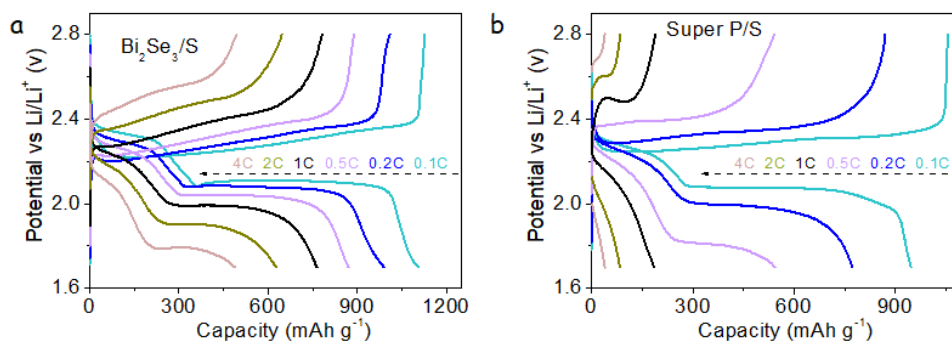 a
Bi₂Se₃/S
Potential vs Li/Li⁺ (v)
2.8
2.4
2.0
1.6
4C 2C 1C 0.5C 0.2C 0.1C
0 300 600 900 1200
Capacity (mAh g⁻¹)
b
Super P/S
Potential vs Li/Li⁺ (v)
2.8
2.4
2.0
1.6
4C 2C 1C 0.5C 0.2C 0.1C
0 300 600 900
Capacity (mAh g⁻¹)